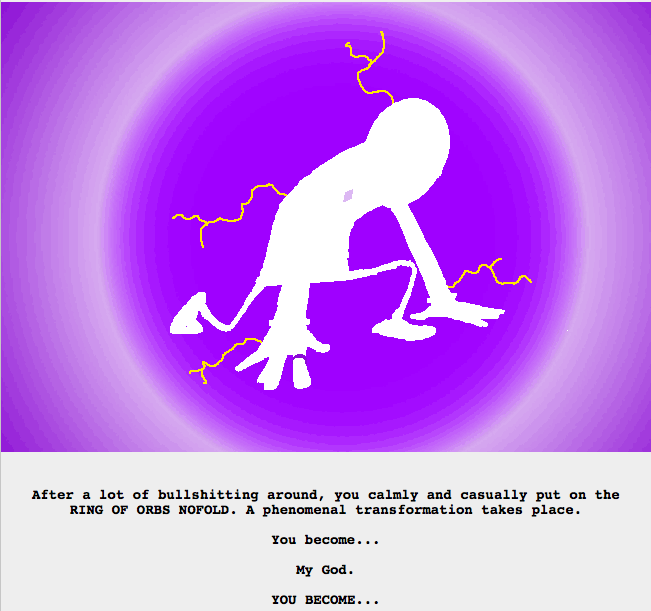 After a lot of bullshitting around, you calmly and casually put on the
RING OF ORBS NOFOLD. A phenomenal transformation takes place.
You become...
My God.
YOU BECOME...